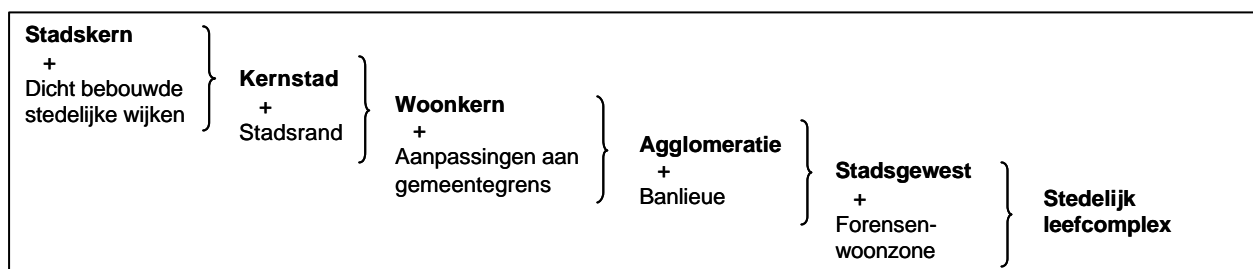 Stadskern
+
Dicht bebouwde
stedelijke wijken
Kernstad
+
Stadsrand
Woonkern
+
Aanpassingen aan
gemeentegrens
Agglomeratie
+
Banlieue
Stadsgewest
+
Forensen-
woonzone
Stedelijk
leefcomplex